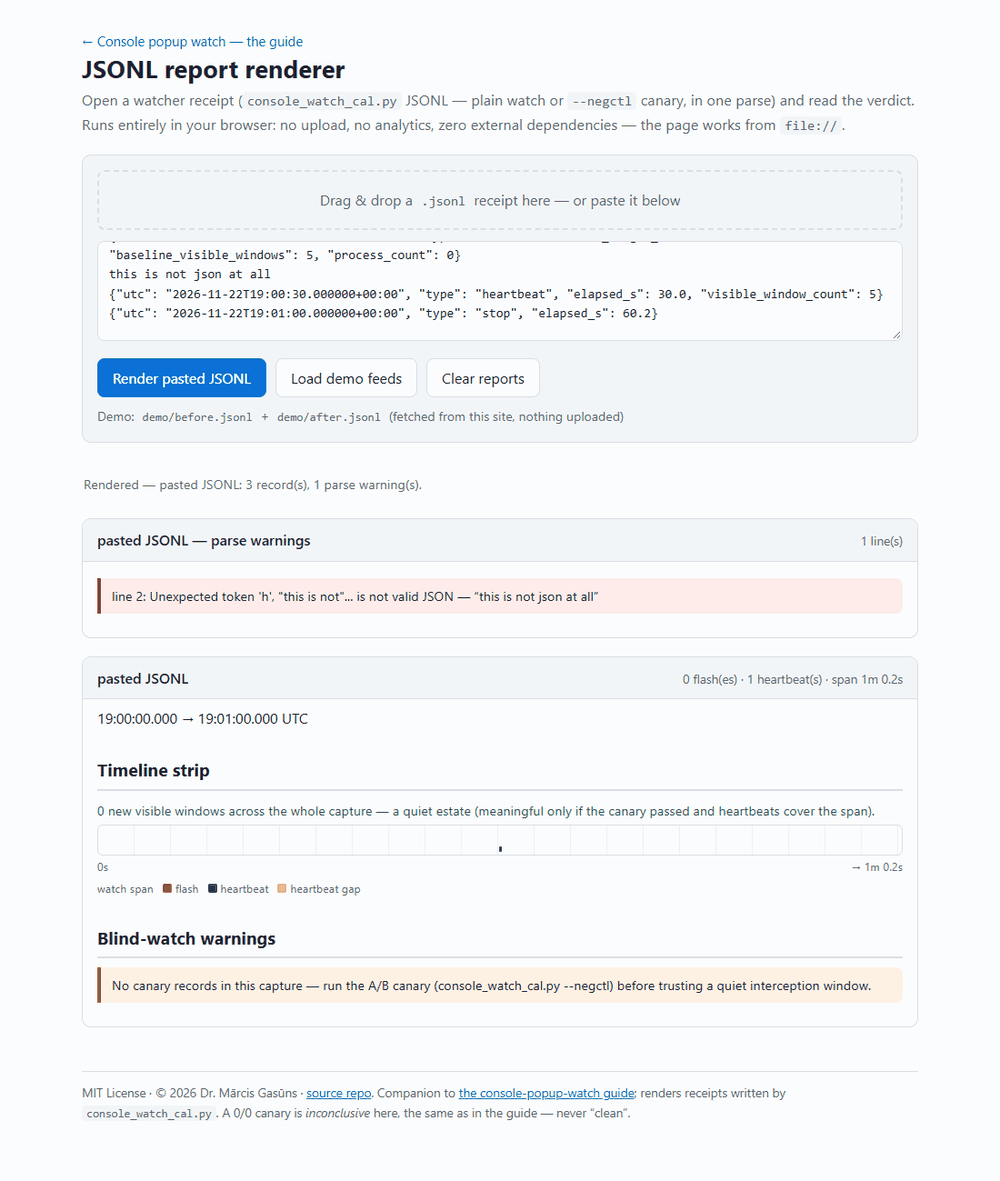 ← Console popup watch — the guide
JSONL report renderer
Open a watcher receipt ( console_watch_cal.py JSONL — plain watch or --negctl canary, in one parse) and read the verdict.
Runs entirely in your browser: no upload, no analytics, zero external dependencies — the page works from file:// .
Drag & drop a .jsonl receipt here — or paste it below
"baseline_visible_windows": 5, "process_count": 0}
this is not json at all
{"utc": "2026-11-22T19:00:30.000000+00:00", "type": "heartbeat", "elapsed_s": 30.0, "visible_window_count": 5}
{"utc": "2026-11-22T19:01:00.000000+00:00", "type": "stop", "elapsed_s": 60.2}
Render pasted JSONL Load demo feeds Clear reports
Demo: demo/before.jsonl + demo/after.jsonl (fetched from this site, nothing uploaded)
Rendered — pasted JSONL: 3 record(s), 1 parse warning(s).
pasted JSONL — parse warnings 1 line(s)
line 2: Unexpected token 'h', "this is not"... is not valid JSON — “this is not json at all”
pasted JSONL 0 flash(es) · 1 heartbeat(s) · span 1m 0.2s
19:00:00.000 → 19:01:00.000 UTC
Timeline strip
0 new visible windows across the whole capture — a quiet estate (meaningful only if the canary passed and heartbeats cover the span).
0s → 1m 0.2s
watch span flash heartbeat heartbeat gap
Blind-watch warnings
No canary records in this capture — run the A/B canary (console_watch_cal.py --negctl) before trusting a quiet interception window.
MIT License · © 2026 Dr. Mārcis Gasūns · source repo. Companion to the console-popup-watch guide; renders receipts written by
console_watch_cal.py . A 0/0 canary is inconclusive here, the same as in the guide — never “clean”.